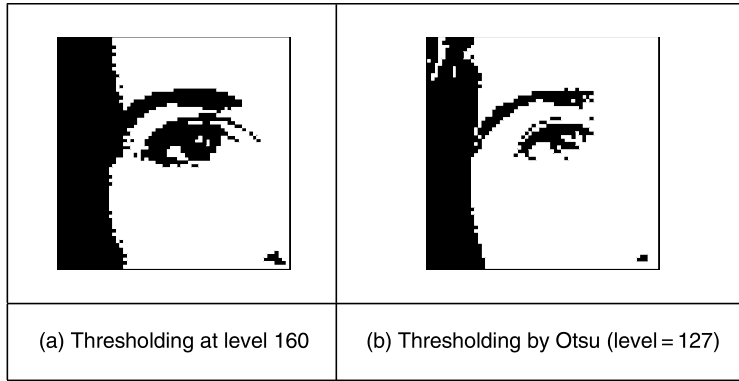 (a) Thresholding at level 160
(b) Thresholding by Otsu (level = 127)